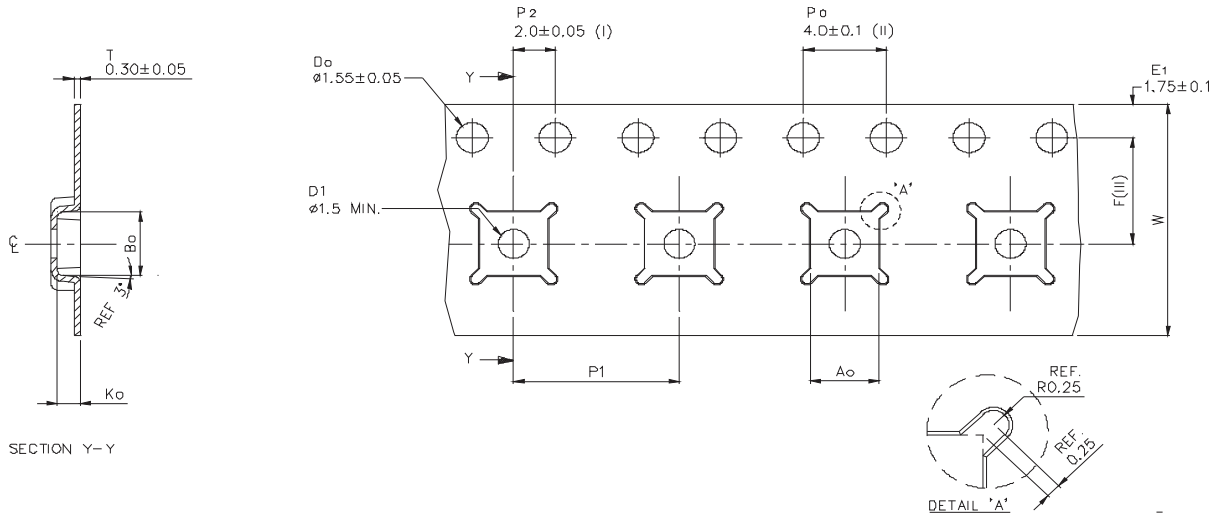 P2
2.0±0.05 (I)
Po
4.0±0.1 (II)
T
0.30±0.05
Do
ø1.55±0.05
Y
E1
1.75±0.1
D1
ø1.5 MIN.
'A'
F(III)
W
Bo
REF 3°
Ko
Y
P1
Ao
SECTION Y-Y
REF.
R0.25
REF.
0.25
DETAIL 'A'